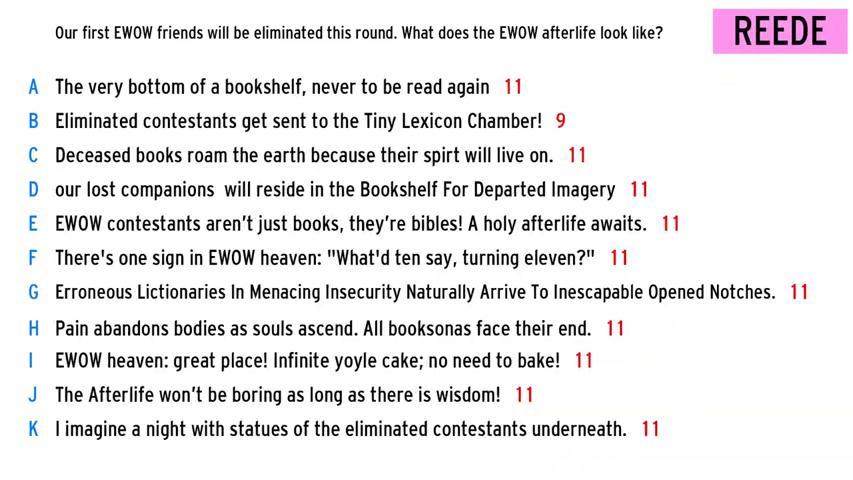 Our first EWOW friends will be eliminated this round. What does the EWOW afterlife look like?
REEDE
A The very bottom of a bookshelf, never to be read again 11
B Eliminated contestants get sent to the Tiny Lexicon Chamber! 9
C Deceased books roam the earth because their spirt will live on. 11
D our lost companions  will reside in the Bookshelf For Departed Imagery 11
E EWOW contestants aren't just books, they're bibles! A holy afterlife awaits. 11
F There's one sign in EWOW heaven: "What'd ten say, turning eleven?" 11
G Erroneous Lictionaries In Menacing Insecurity Naturally Arrive To Inescapable Opened Notches. 11
H Pain abandons bodies as souls ascend. All booksonas face their end. 11
I EWOW heaven: great place! Infinite yoyle cake; no need to bake! 11
J The Afterlife won't be boring as long as there is wisdom! 11
K I imagine a night with statues of the eliminated contestants underneath. 11